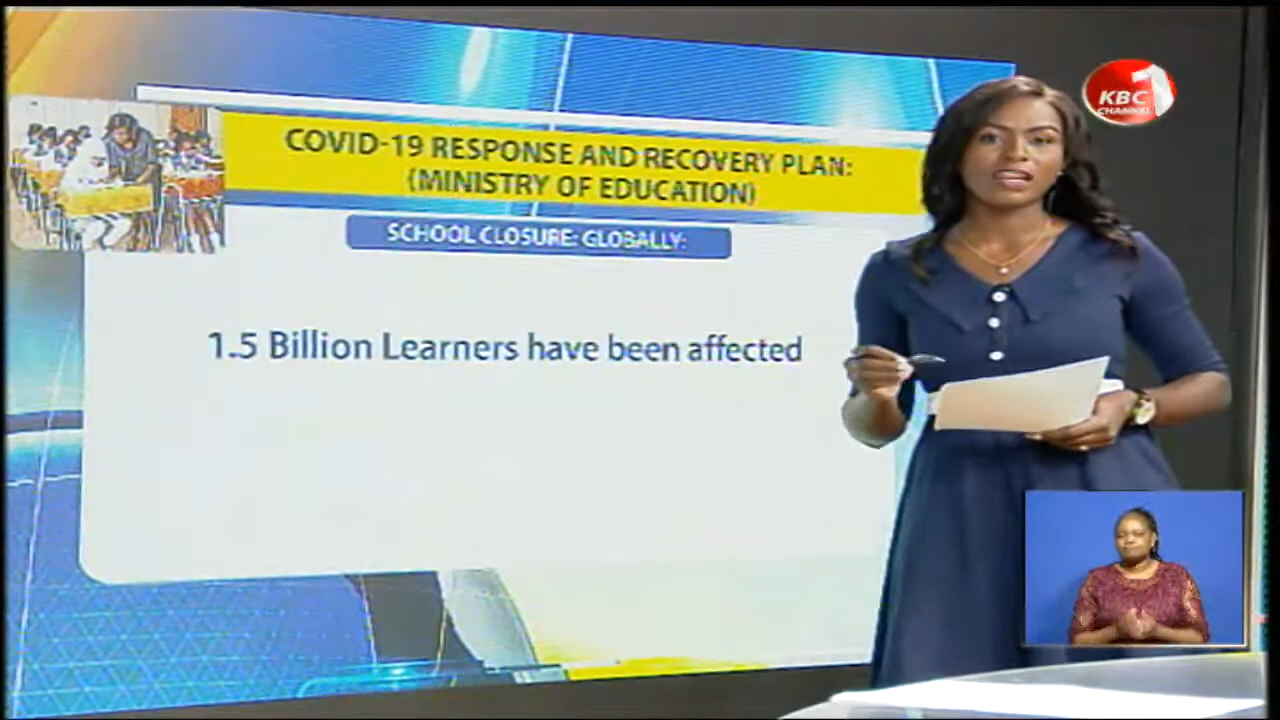 COVID-19 RESPONSE AND RECOVERY PLAN:
(MINISTRY OF EDUCATION)
SCHOOL CLOSURE: GLOBALLY:
1.5 Billion Learners have been affected
KBC 1
CHANNEL